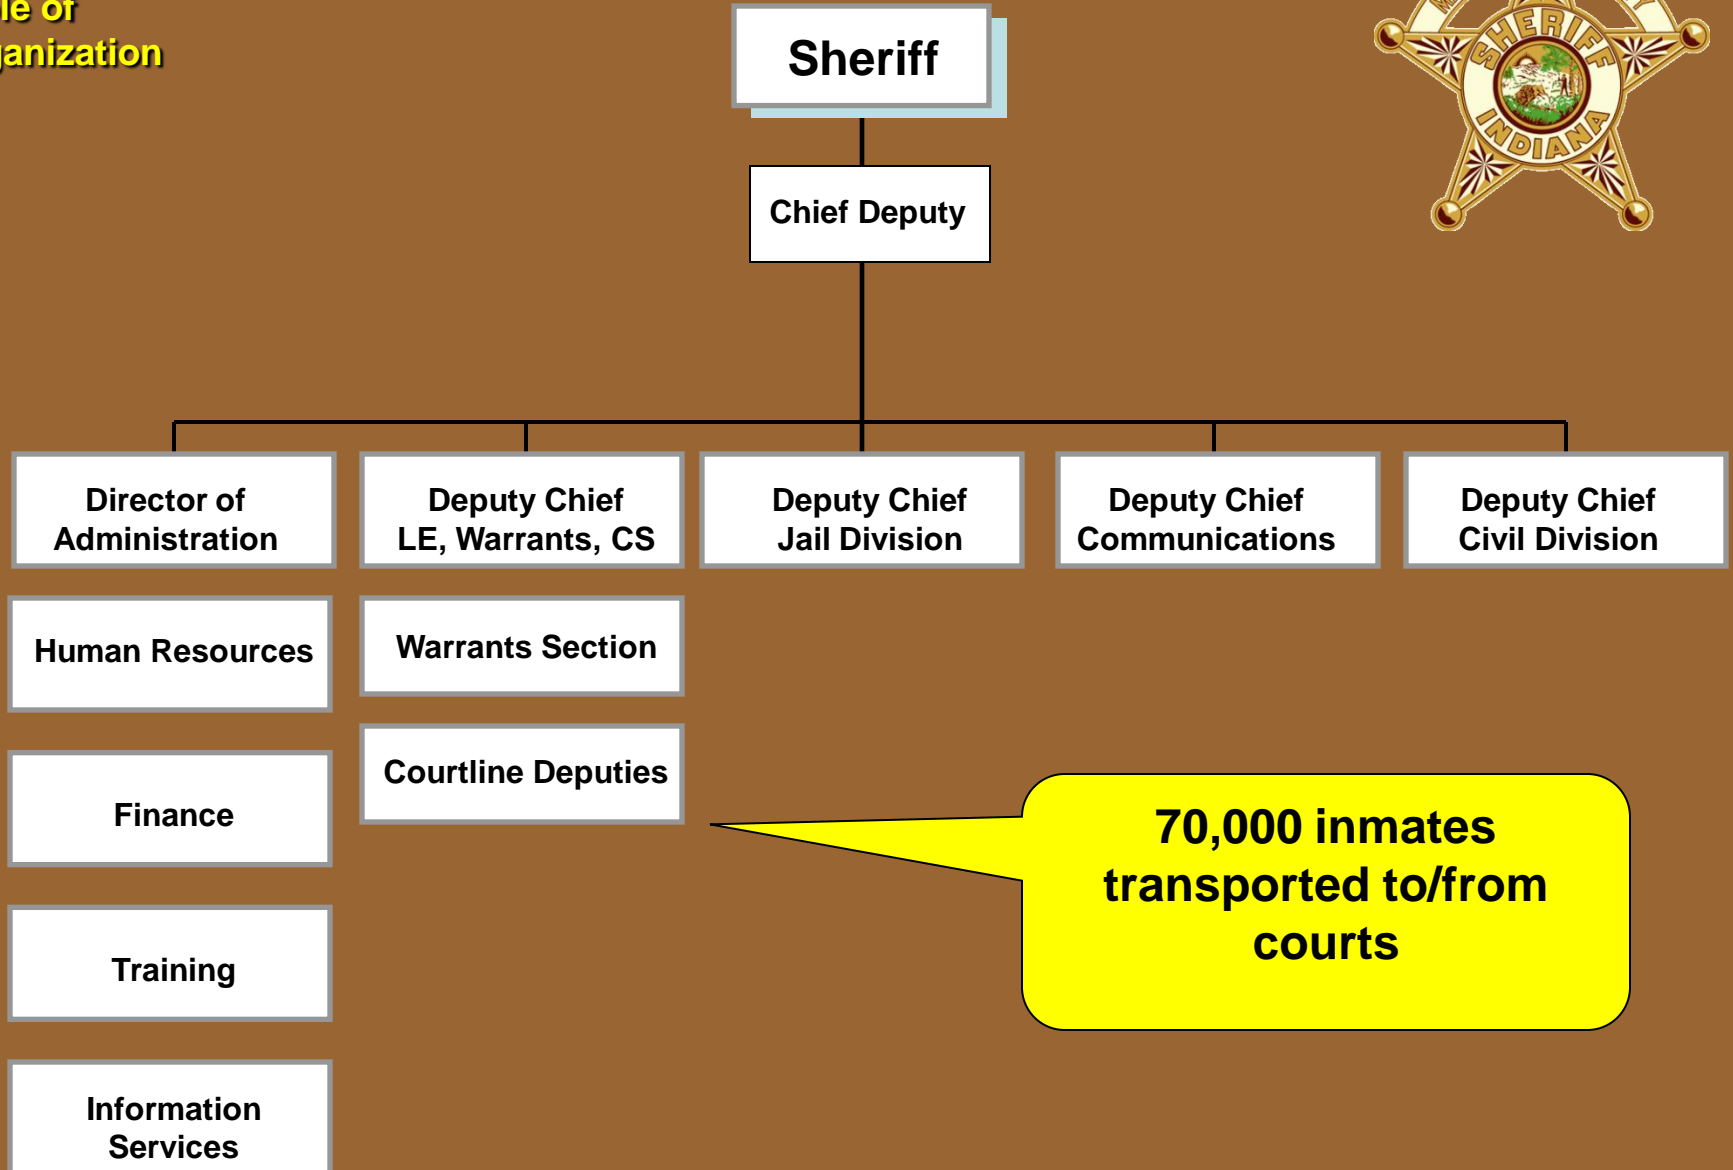 le of
ganization
Sheriff
SHERIFF
INDIANA
Chief Deputy
Director of
Administration
Deputy Chief
LE, Warrants, CS
Deputy Chief
Jail Division
Deputy Chief
Communications
Deputy Chief
Civil Division
Human Resources
Warrants Section
Courtline Deputies
Finance
70,000 inmates
transported to/from
courts
Training
Information
Services